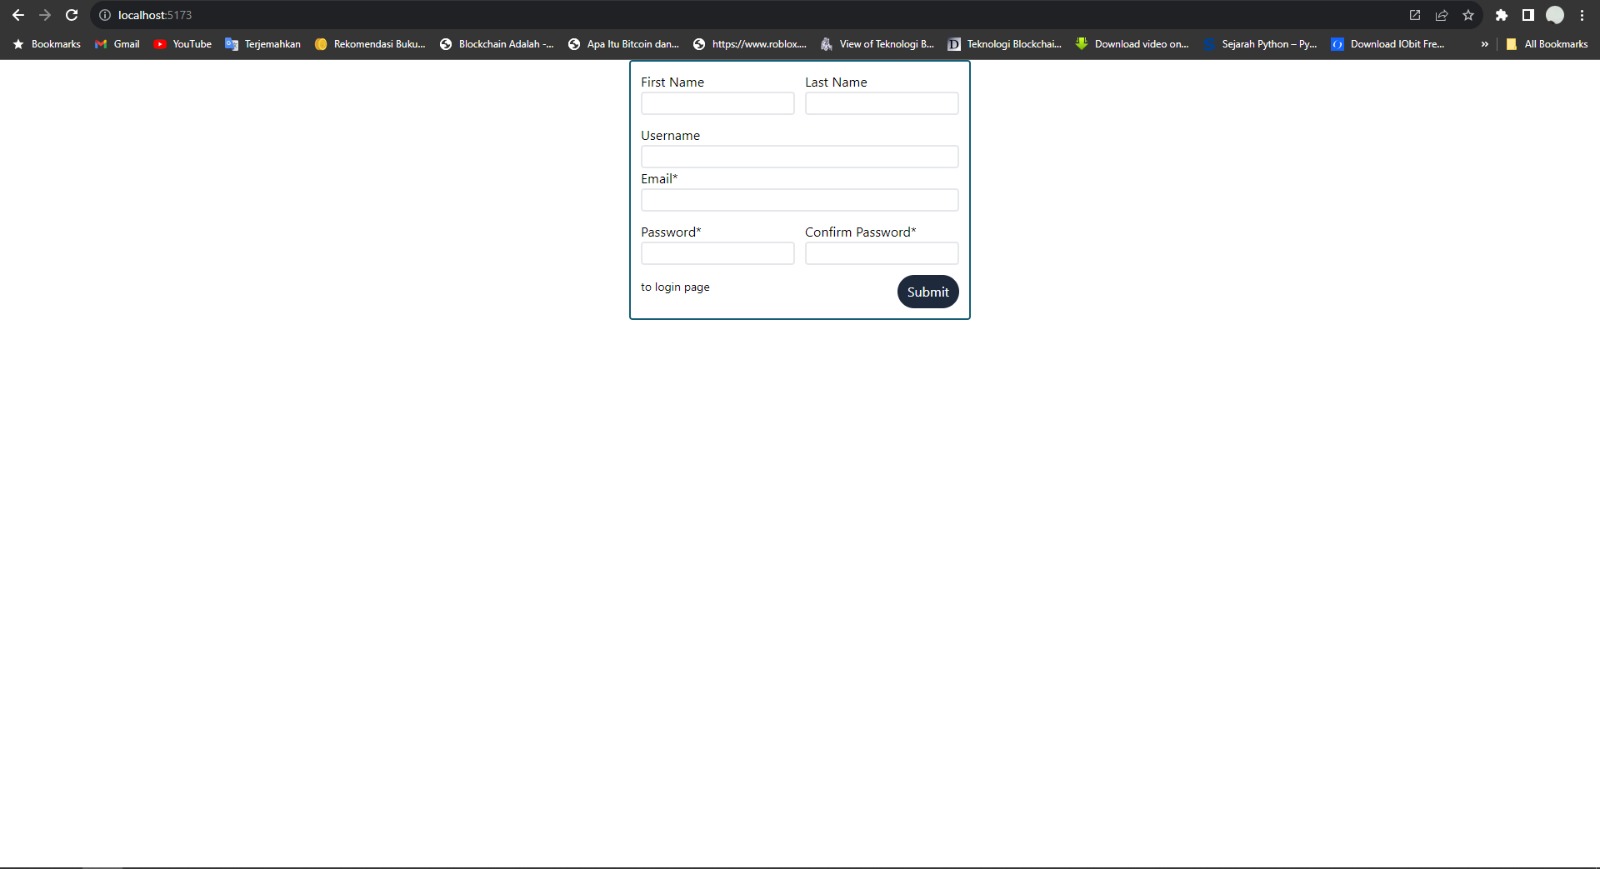 localhost:5173
Bookmarks Gmail YouTube Terjemahkan Rekomendasi Buku... Blockchain Adalah -... Apa Itu Bitcoin dan... https://www.roblox.... View of Teknologi B... Teknologi Blockchai... Download video on... Sejarah Python – Py... Download IObit Fre... » All Bookmarks
First Name Last Name
Username
Email*
Password* Confirm Password*
to login page Submit